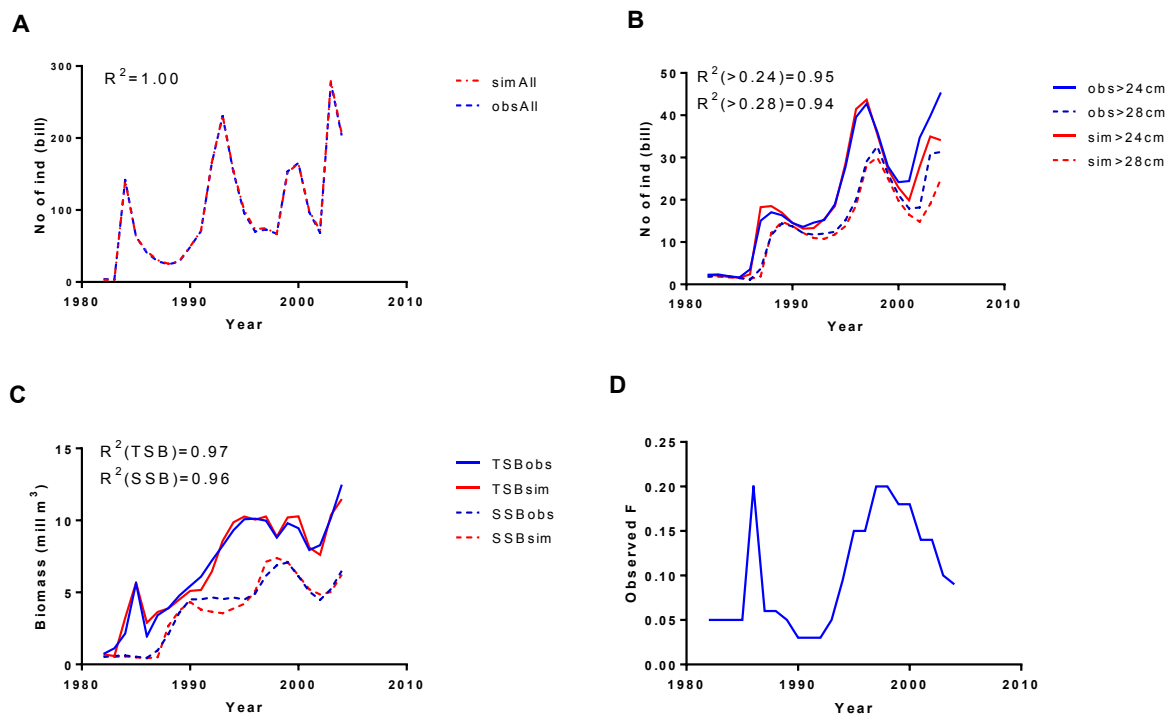 A
R²=1.00
300
200
100
0
No of ind (bill)
1980
1990
2000
2010
Year
simAll
obsAll
B
R²(>0.24)=0.95
R²(>0.28)=0.94
50
40
30
20
10
0
No of ind (bill)
1980
1990
2000
2010
Year
obs>24cm
obs>28cm
sim>24cm
sim>28cm
C
R²(TSB)=0.97
R²(SSB)=0.96
15
10
5
0
Biomass (mill m³)
1980
1990
2000
2010
Year
TSBobs
TSBsim
SSBobs
SSBsim
D
0.25
0.20
0.15
0.10
0.05
0.00
Observed F
1980
1990
2000
2010
Year